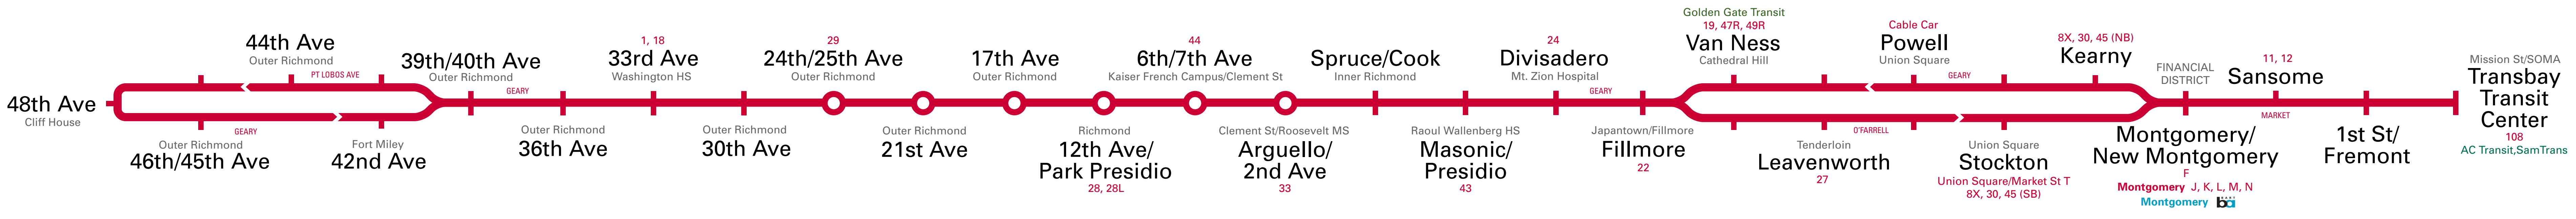 48th Ave
Cliff House
44th Ave
Outer Richmond
PT LOBOS AVE
GEARY
Outer Richmond
46th/45th Ave
Fort Miley
42nd Ave
39th/40th Ave
Outer Richmond
GEARY
Outer Richmond
36th Ave
1, 18
33rd Ave
Washington HS
Outer Richmond
30th Ave
29
24th/25th Ave
Outer Richmond
Outer Richmond
21st Ave
17th Ave
Outer Richmond
Richmond
12th Ave/
Park Presidio
28, 28L
44
6th/7th Ave
Kaiser French Campus/Clement St
Clement St/Roosevelt MS
Arguello/
2nd Ave
33
Spruce/Cook
Inner Richmond
Raoul Wallenberg HS
Masonic/
Presidio
43
24
Divisadero
Mt. Zion Hospital
GEARY
Japantown/Fillmore
Fillmore
22
Golden Gate Transit
19, 47R, 49R
Van Ness
Cathedral Hill
Tenderloin
Leavenworth
27
O'FARRELL
Cable Car
Powell
Union Square
GEARY
Union Square
Stockton
Union Square/Market St T
8X, 30, 45 (SB)
8X, 30, 45 (NB)
Kearny
FINANCIAL
DISTRICT
Montgomery/
New Montgomery
F
Montgomery J, K, L, M, N
Montgomery ba
11, 12
Sansome
MARKET
1st St/
Fremont
Mission St/SOMA
Transbay
Transit
Center
108
AC Transit,SamTrans